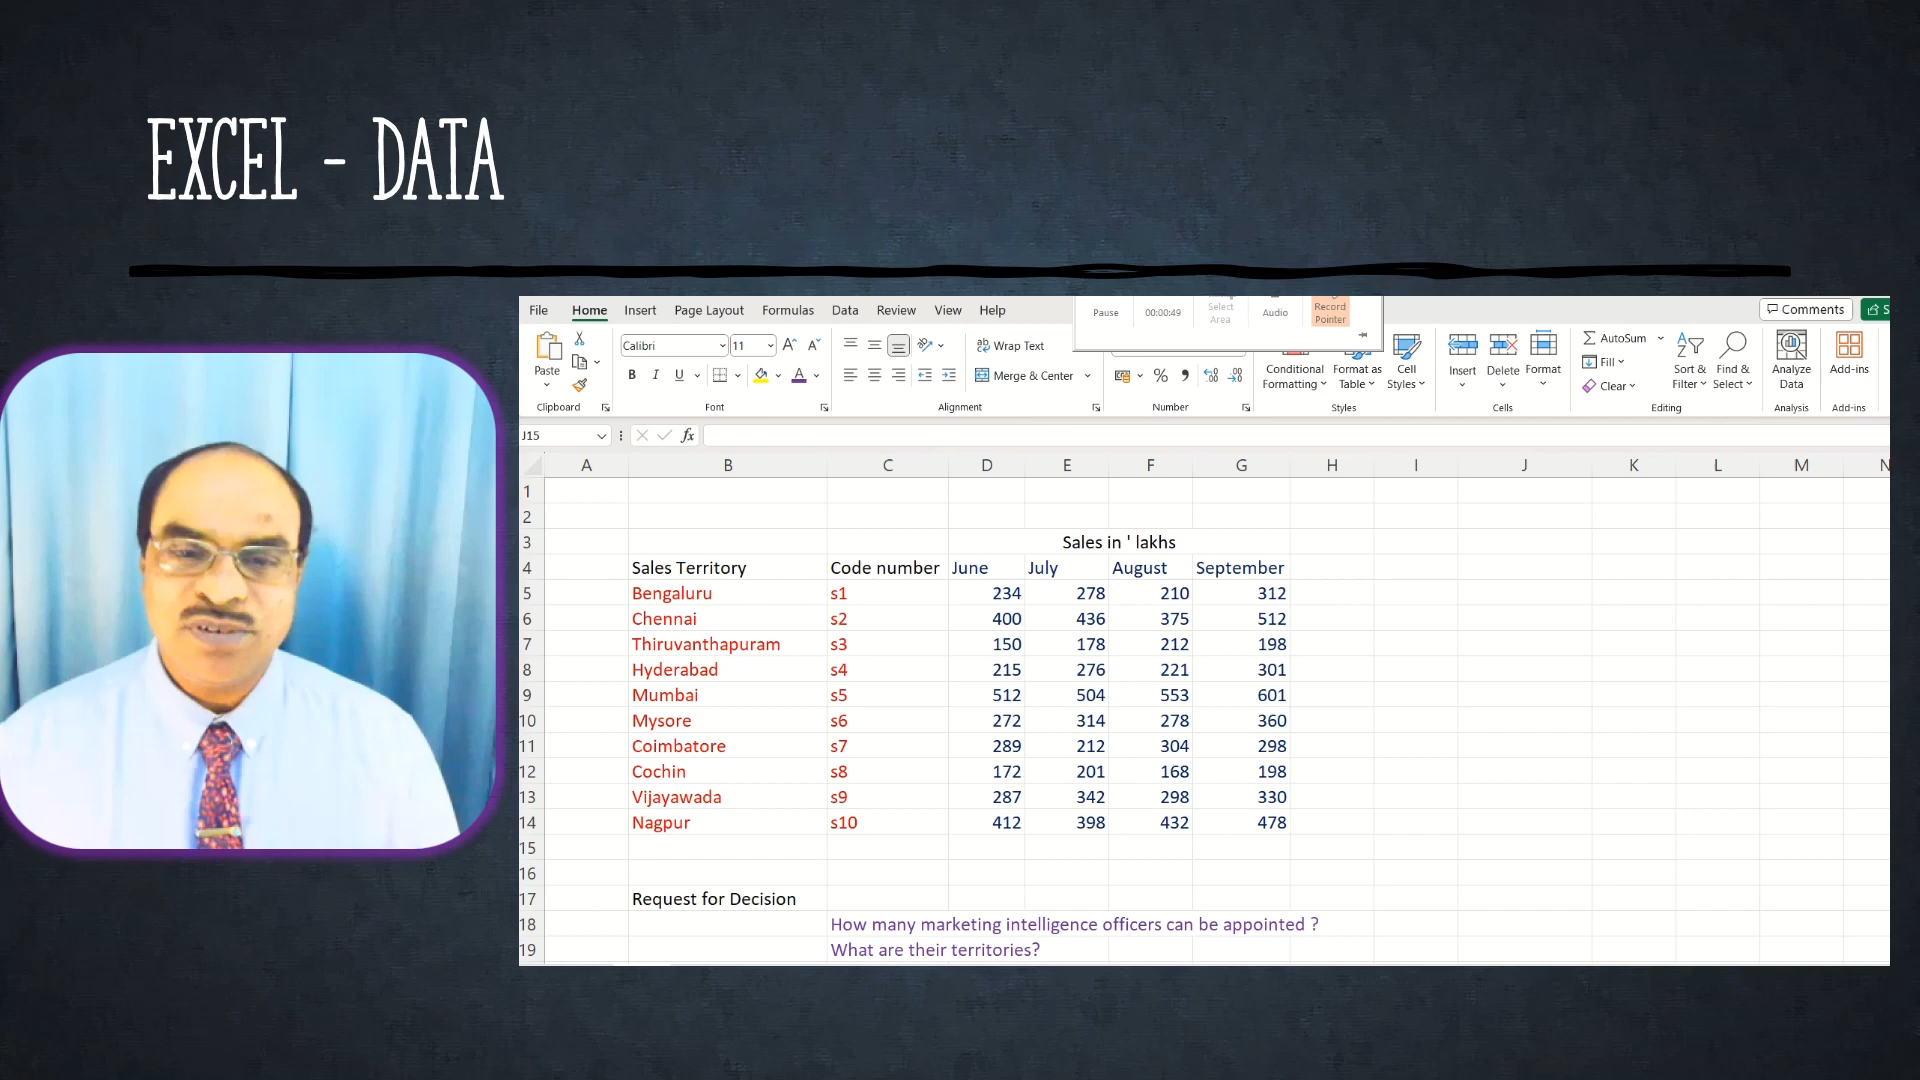 EXCEL - DATA
File Home Insert Page Layout Formulas Data Review View Help
Pause 00:00:49 Select Area Audio Record Pointer
Comments
Paste
Calibri 11
B I U
Wrap Text
Merge & Center
Conditional Formatting
Format as Table
Cell Styles
Insert Delete Format
AutoSum
Fill
Clear
Sort & Filter
Find & Select
Analyze Data
Add-ins
Clipboard Font Alignment Number Styles Cells Editing Analysis Add-ins
J15 fx
A B C D E F G H I J K L M N
1
2
3 Sales in ' lakhs
4 Sales Territory Code number June July August September
5 Bengaluru s1 234 278 210 312
6 Chennai s2 400 436 375 512
7 Thiruvanthapuram s3 150 178 212 198
8 Hyderabad s4 215 276 221 301
9 Mumbai s5 512 504 553 601
10 Mysore s6 272 314 278 360
11 Coimbatore s7 289 212 304 298
12 Cochin s8 172 201 168 198
13 Vijayawada s9 287 342 298 330
14 Nagpur s10 412 398 432 478
15
16
17 Request for Decision
18 How many marketing intelligence officers can be appointed ?
19 What are their territories?